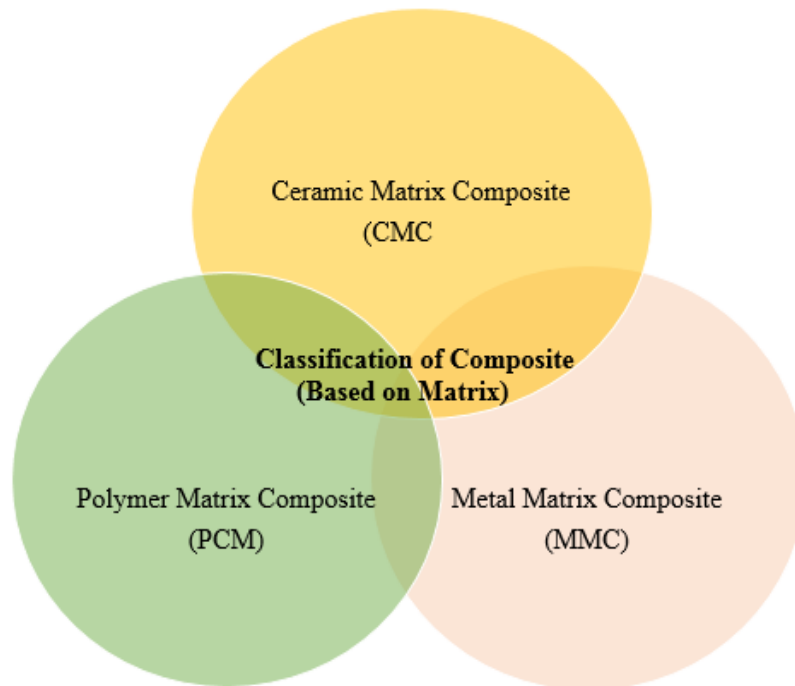 Ceramic Matrix Composite
(CMC
Classification of Composite
(Based on Matrix)
Polymer Matrix Composite
(PCM)
Metal Matrix Composite
(MMC)